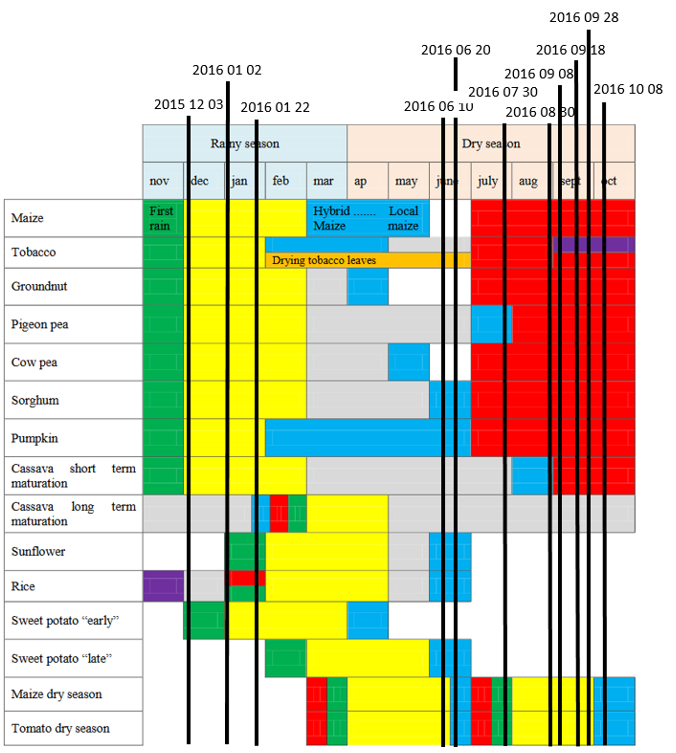 2016 09 28
2016 06 20
2016 09 18
2016 01 02
2016 09 08
2016 07 30
2016 10 08
2015 12 03
2016 01 22
2016 06 10
2016 08 30
Rainy season
Dry season
nov dec jan feb mar ap may june july aug sept oct
Maize
First
rain
Hybrid ....... Local
Maize maize
Tobacco
Drying tobacco leaves
Groundnut
Pigeon pea
Cow pea
Sorghum
Pumpkin
Cassava short term
maturation
Cassava long term
maturation
Sunflower
Rice
Sweet potato “early”
Sweet potato “late”
Maize dry season
Tomato dry season